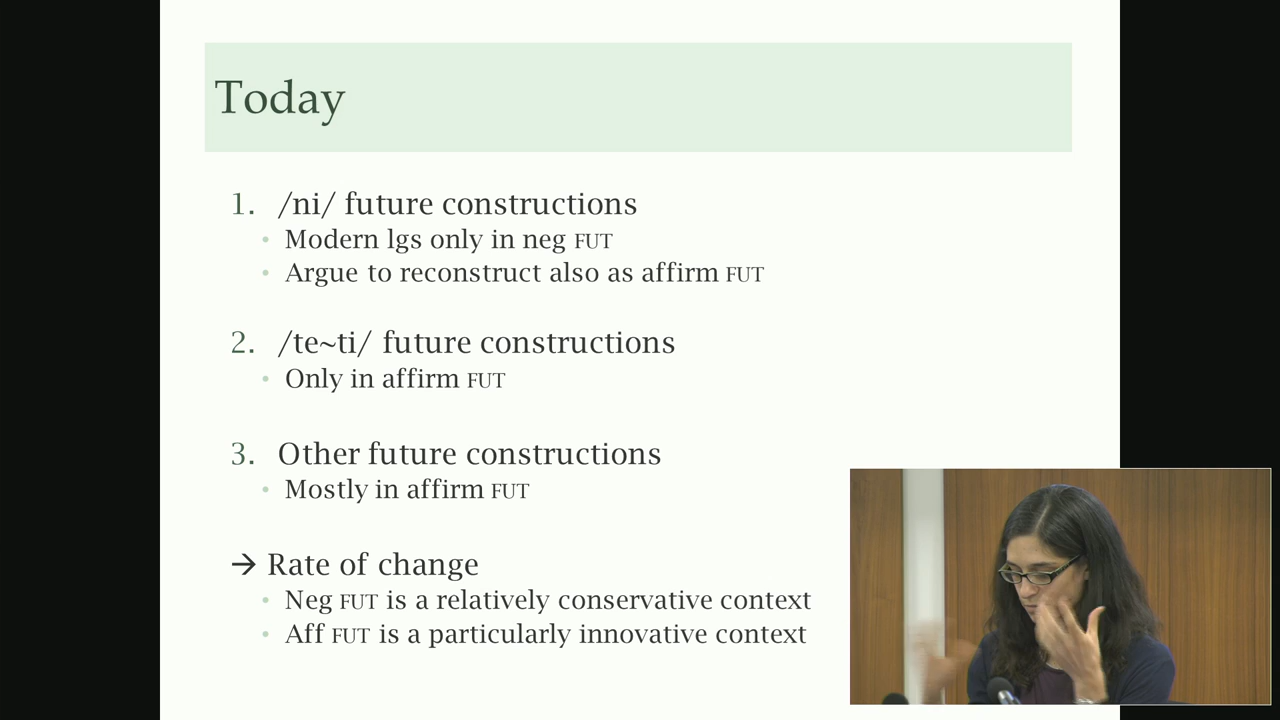 Today
1. /ni/ future constructions
• Modern lgs only in neg FUT
• Argue to reconstruct also as affirm FUT
2. /te~ti/ future constructions
• Only in affirm FUT
3. Other future constructions
• Mostly in affirm FUT
→ Rate of change
• Neg FUT is a relatively conservative context
• Aff FUT is a particularly innovative context